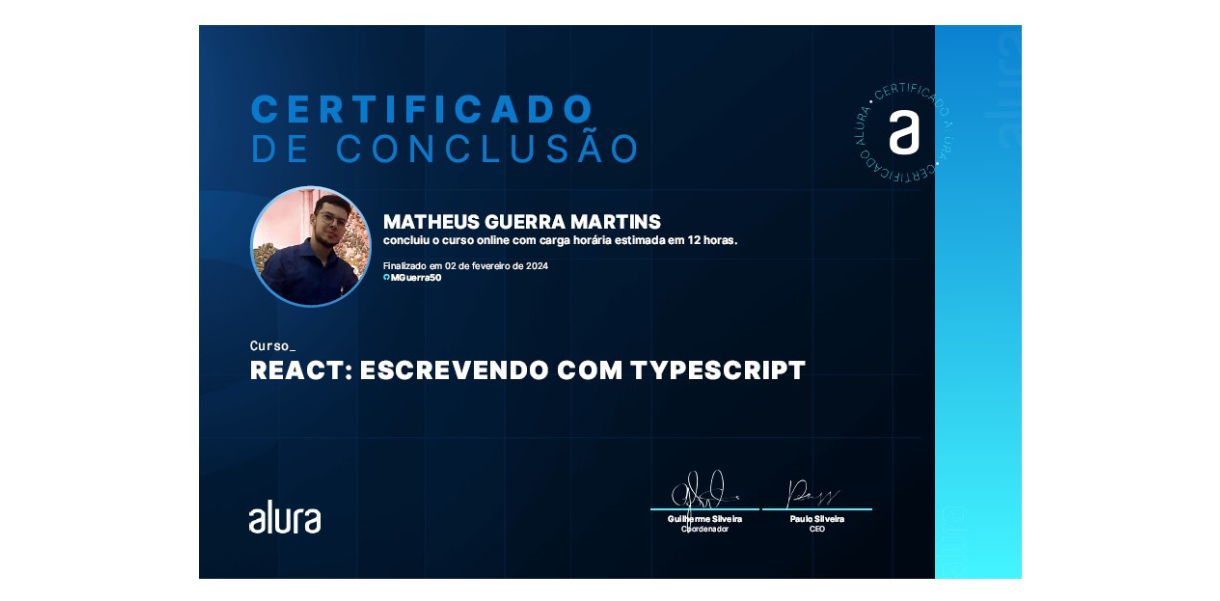 CERTIFICADO
DE CONCLUSÃO
CERTIFICADO ALURA • CERTIFICADO ALURA •
a
alura
MATHEUS GUERRA MARTINS
concluiu o curso online com carga horária estimada em 12 horas.
Finalizado em 02 de fevereiro de 2024
MGuerra50
Curso_
REACT: ESCREVENDO COM TYPESCRIPT
alura
Guilherme Silveira
Coordenador
Paulo Silveira
CEO
alura